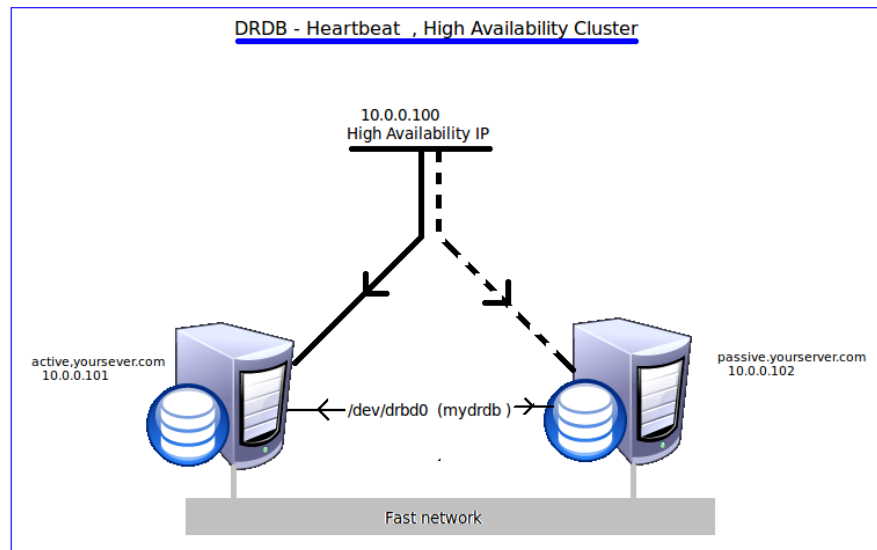 DRDB - Heartbeat , High Availability Cluster
10.0.0.100
High Availability IP
active,yoursever.com
10.0.0.101
passive.yourserver.com
10.0.0.102
/dev/drbd0 (mydrdb )
Fast network